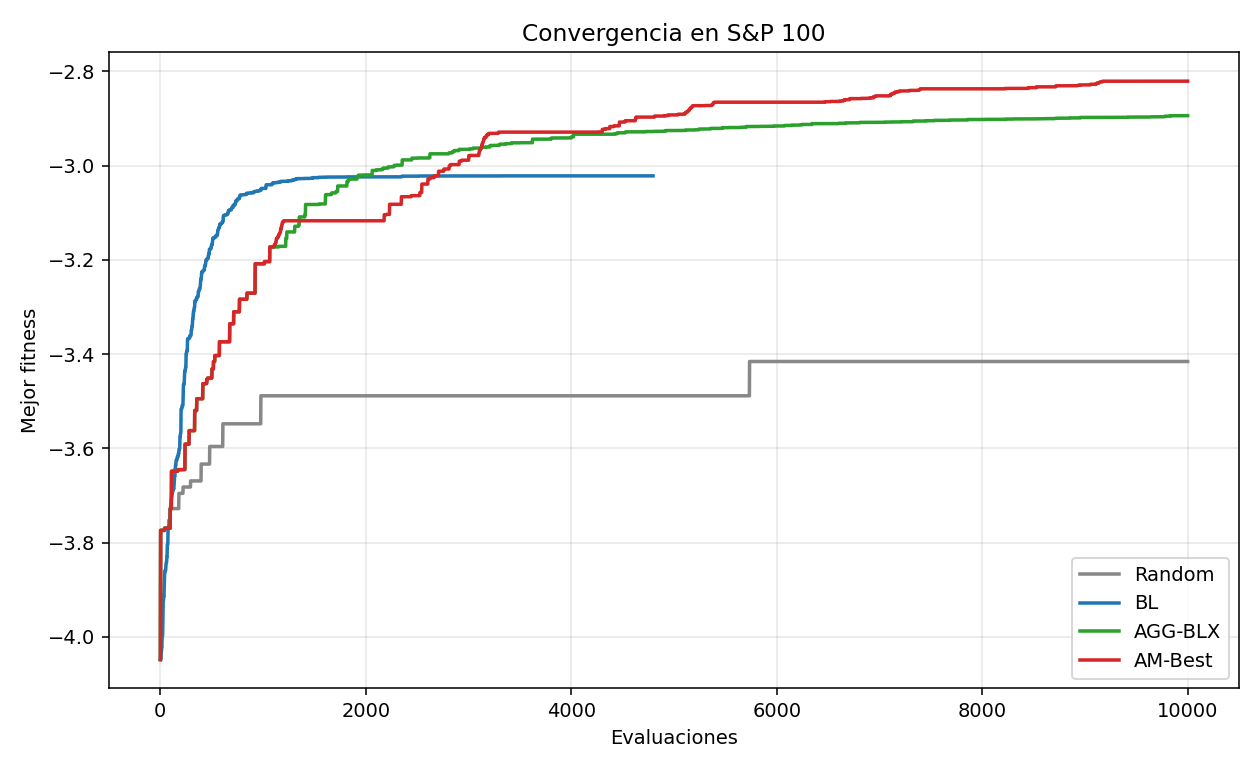 Convergencia en S&P 100
Mejor fitness
−2.8
−3.0
−3.2
−3.4
−3.6
−3.8
−4.0
0
2000
4000
6000
8000
10000
Evaluaciones
Random
BL
AGG-BLX
AM-Best